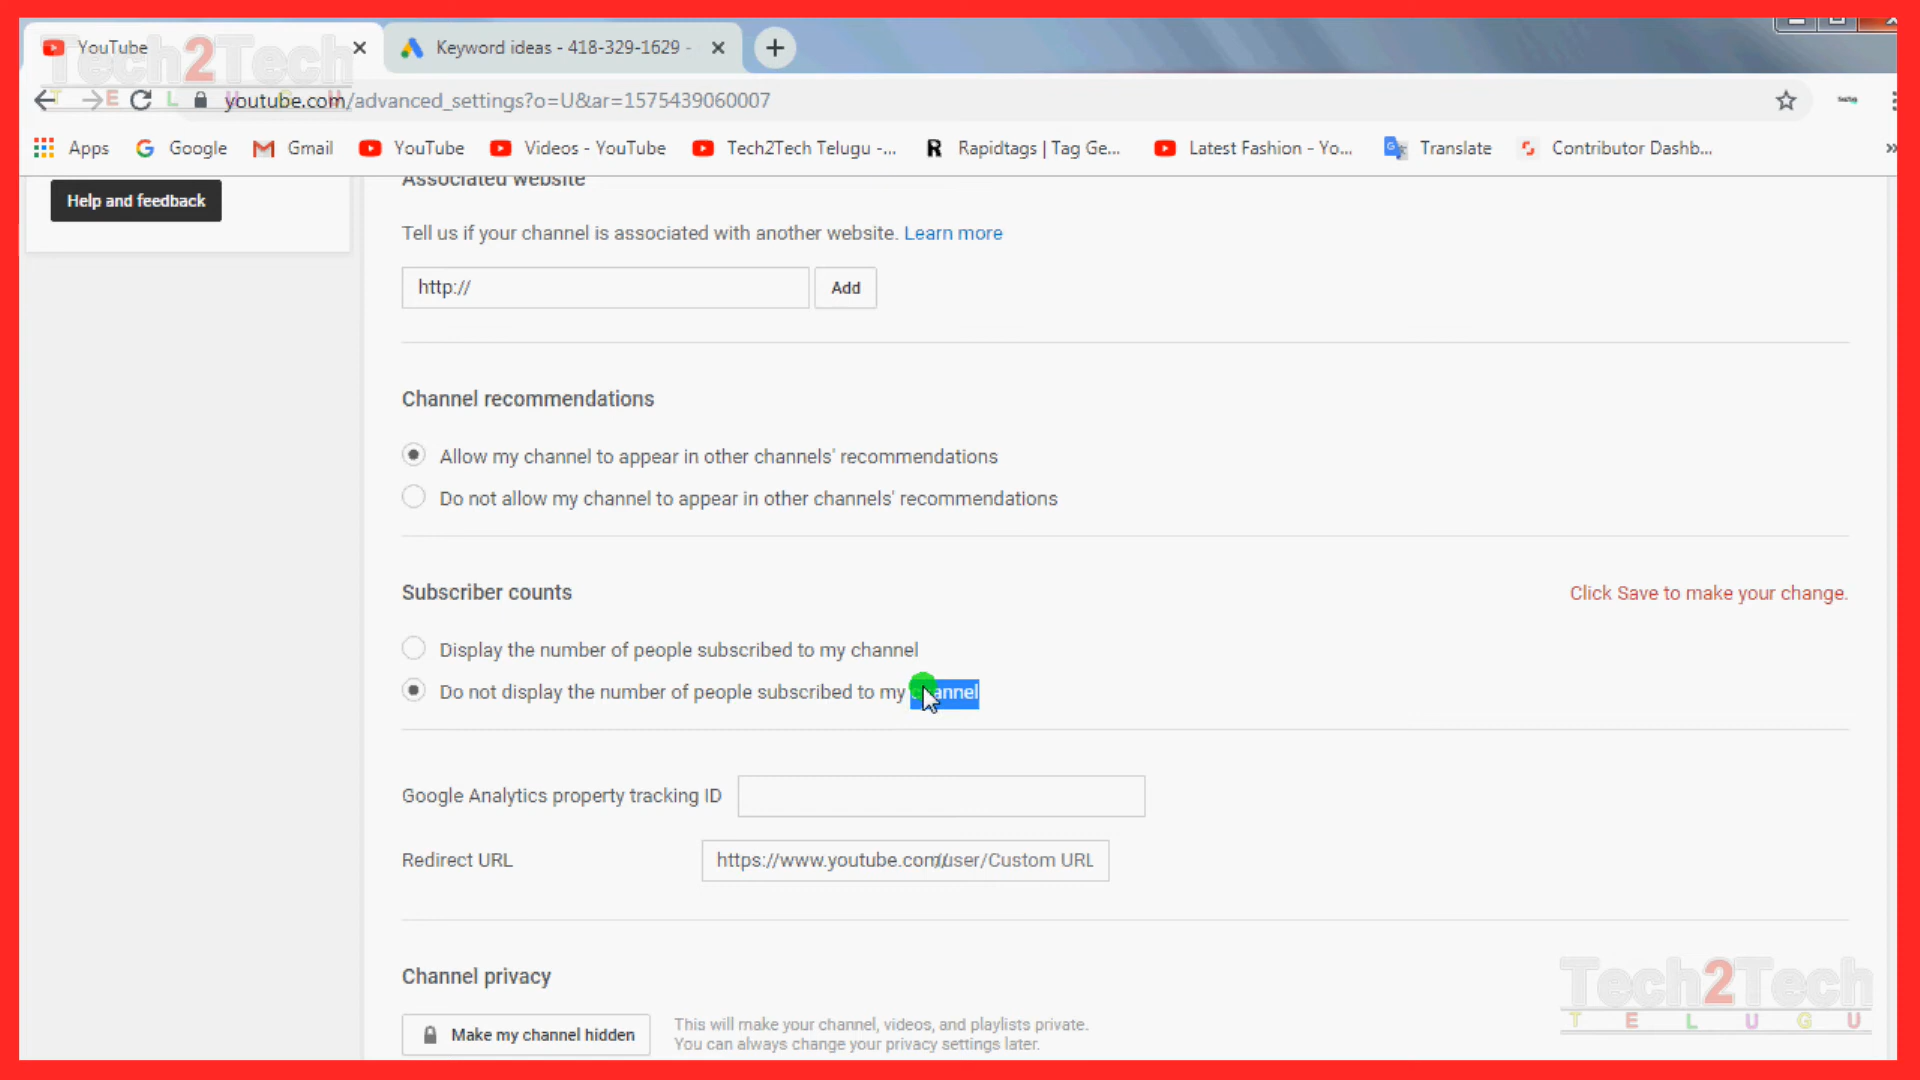 YouTube
Keyword ideas - 418-329-1629 -
Tech2Tech
TELUGU
youtube.com/advanced_settings?o=U&ar=1575439060007
Apps Google Gmail YouTube Videos - YouTube Tech2Tech Telugu -... Rapidtags | Tag Ge... Latest Fashion - Yo... Translate Contributor Dashb... »
Help and feedback
Associated website
Tell us if your channel is associated with another website. Learn more
http://
Add
Channel recommendations
Allow my channel to appear in other channels' recommendations
Do not allow my channel to appear in other channels' recommendations
Subscriber counts
Click Save to make your change.
Display the number of people subscribed to my channel
Do not display the number of people subscribed to my channel
Google Analytics property tracking ID
Redirect URL
https://www.youtube.com//user/Custom URL
Channel privacy
Make my channel hidden
This will make your channel, videos, and playlists private.
You can always change your privacy settings later.
Tech2Tech
TELUGU